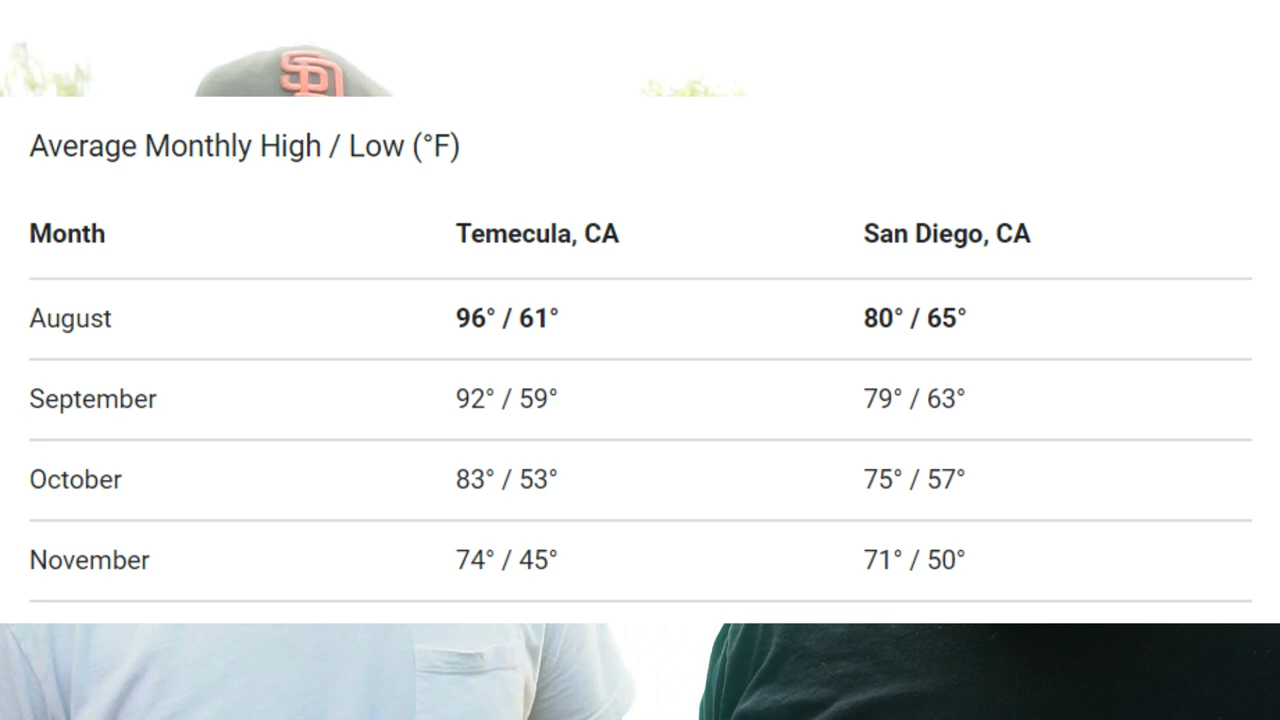 SD
Average Monthly High / Low (°F)
Month Temecula, CA San Diego, CA
August 96° / 61° 80° / 65°
September 92° / 59° 79° / 63°
October 83° / 53° 75° / 57°
November 74° / 45° 71° / 50°